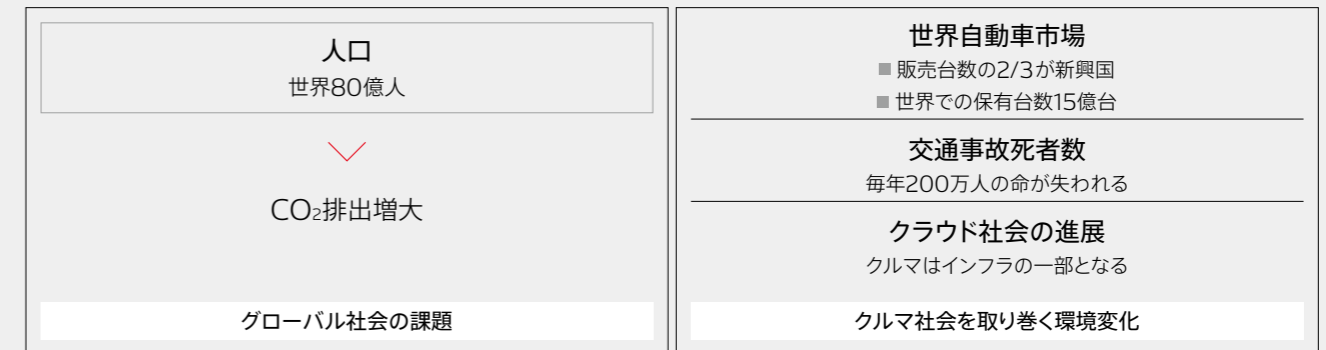 人口
世界80億人
CO₂排出増大
グローバル社会の課題
世界自動車市場
■ 販売台数の2/3が新興国
■ 世界での保有台数15億台
交通事故死者数
毎年200万人の命が失われる
クラウド社会の進展
クルマはインフラの一部となる
クルマ社会を取り巻く環境変化